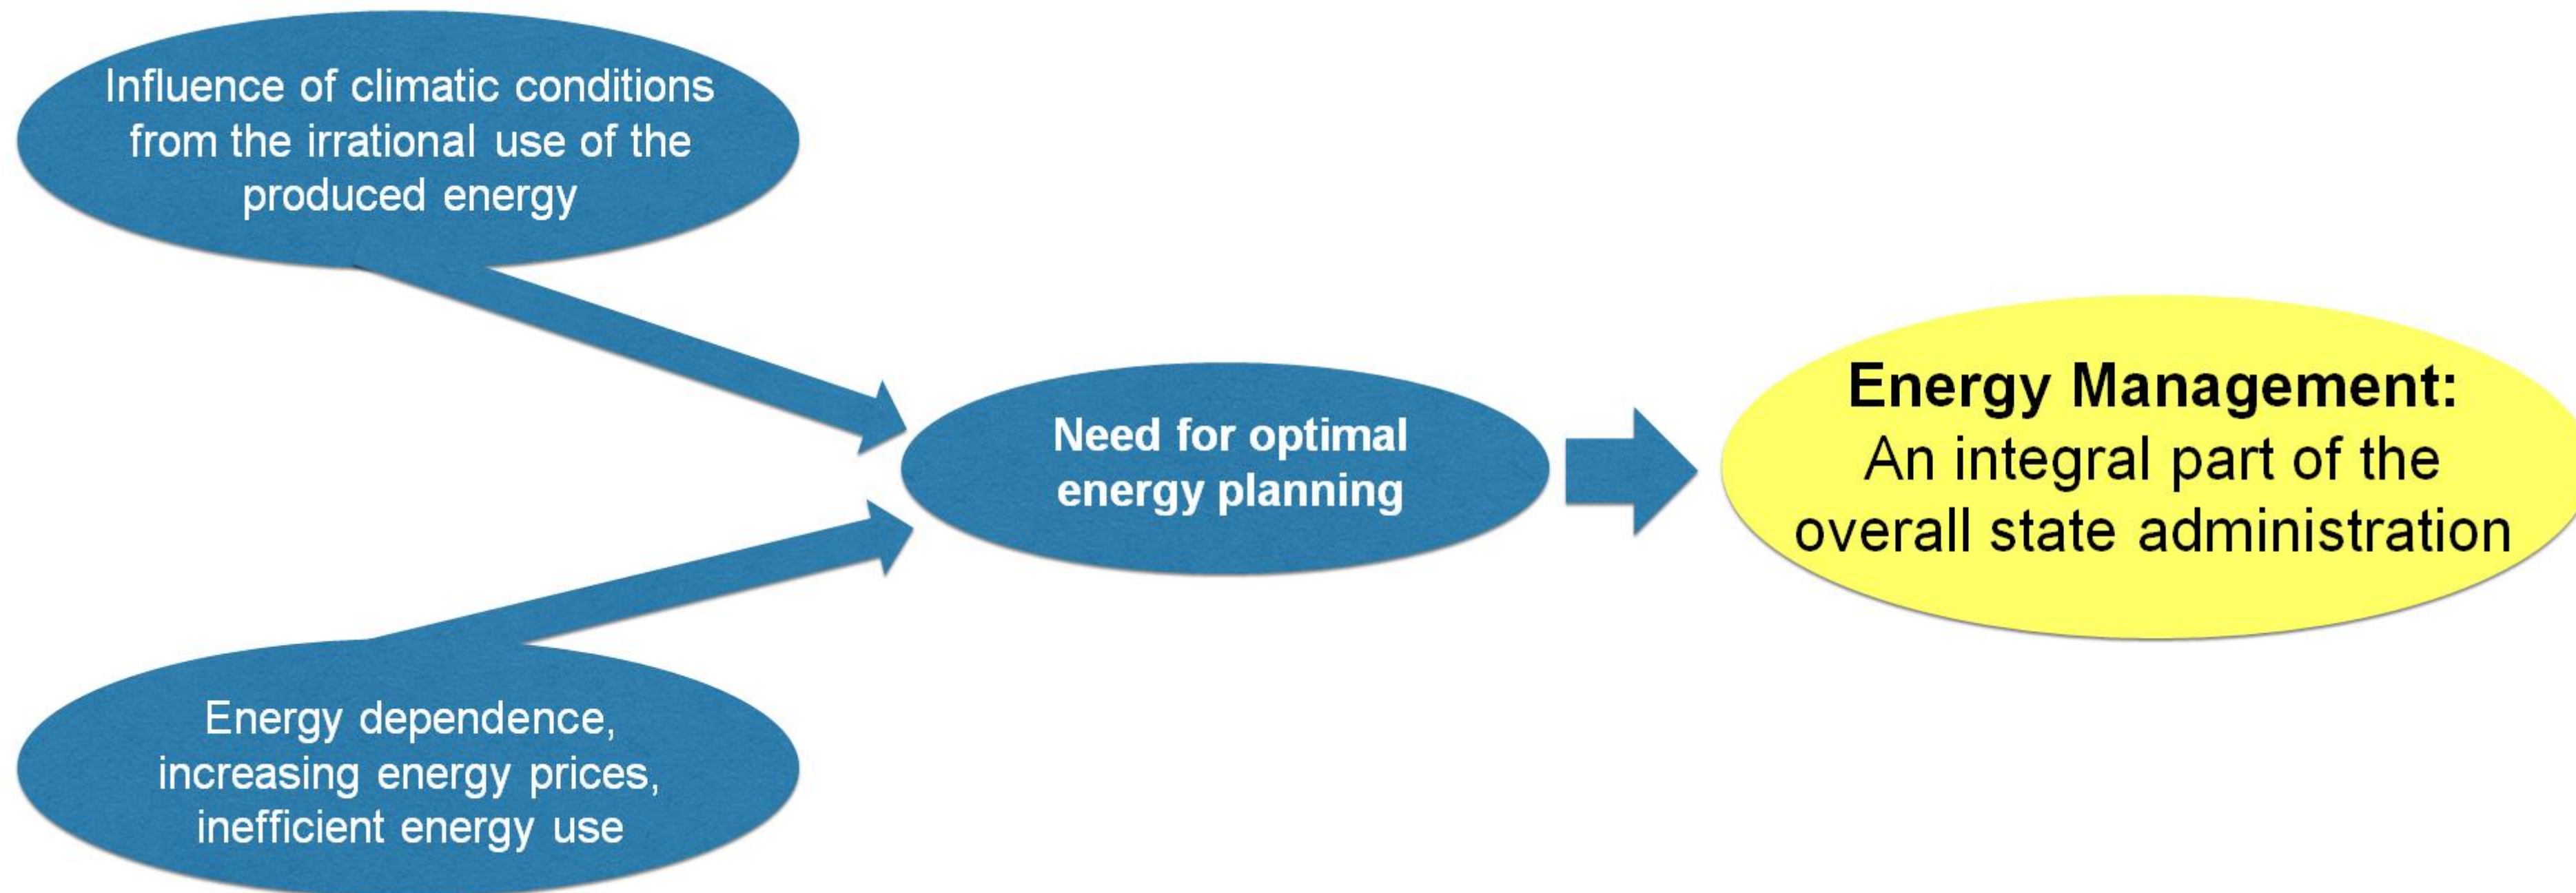 Influence of climatic conditions
from the irrational use of the
produced energy
Need for optimal
energy planning
Energy Management:
An integral part of the
overall state administration
Energy dependence,
increasing energy prices,
inefficient energy use